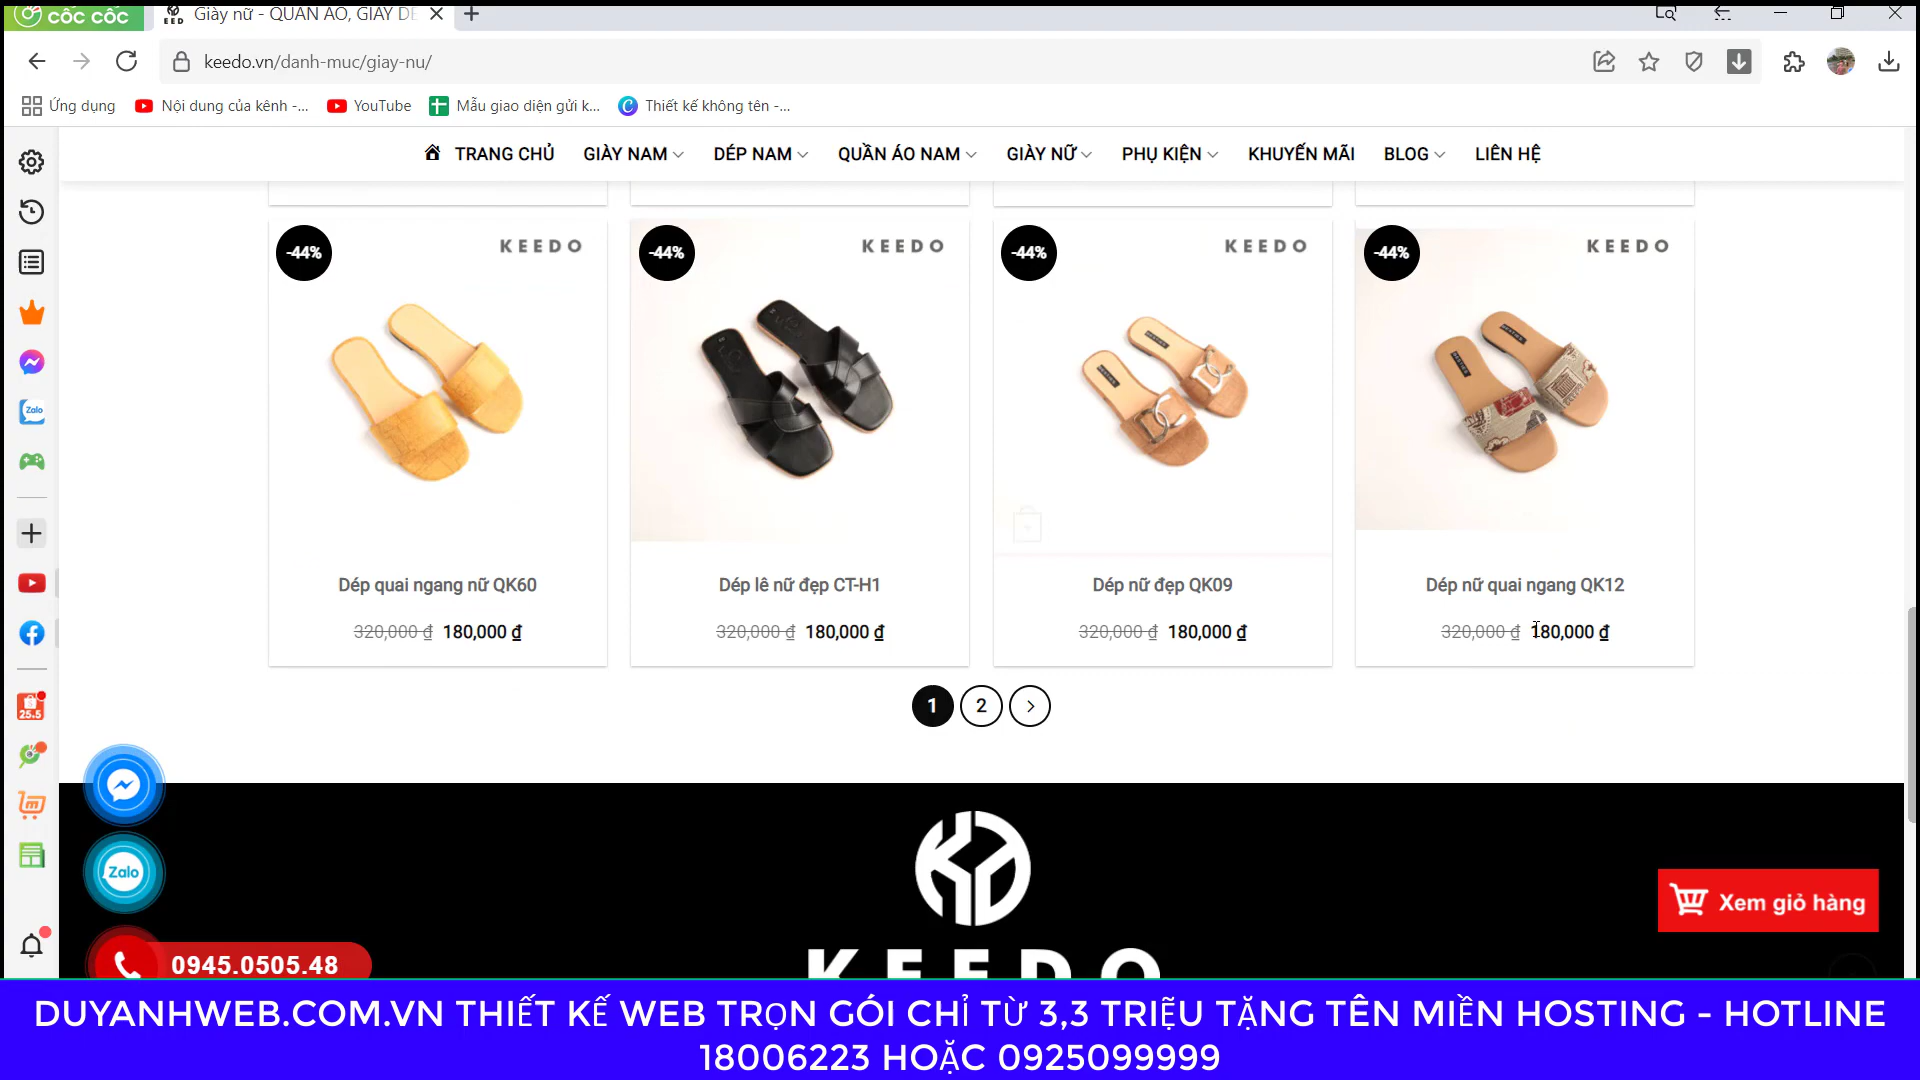 cốc cốc
Giày nữ - QUẦN ÁO, GIÀY DÉ
keedo.vn/danh-muc/giay-nu/
Ứng dụng
Nội dung của kênh -...
YouTube
Mẫu giao diện gửi k...
Thiết kế không tên -...
TRANG CHỦ GIÀY NAM DÉP NAM QUẦN ÁO NAM GIÀY NỮ PHỤ KIỆN KHUYẾN MÃI BLOG LIÊN HỆ
-44% KEEDO -44% KEEDO -44% KEEDO -44% KEEDO
Dép quai ngang nữ QK60 Dép lê nữ đẹp CT-H1 Dép nữ đẹp QK09 Dép nữ quai ngang QK12
320,000 ₫ 180,000 ₫ 320,000 ₫ 180,000 ₫ 320,000 ₫ 180,000 ₫ 320,000 ₫ 180,000 ₫
1 2
Zalo
25.5
Zalo
Xem giỏ hàng
0945.0505.48
KEEDO
DUYANHWEB.COM.VN THIẾT KẾ WEB TRỌN GÓI CHỈ TỪ 3,3 TRIỆU TẶNG TÊN MIỀN HOSTING - HOTLINE
18006223 HOẶC 0925099999